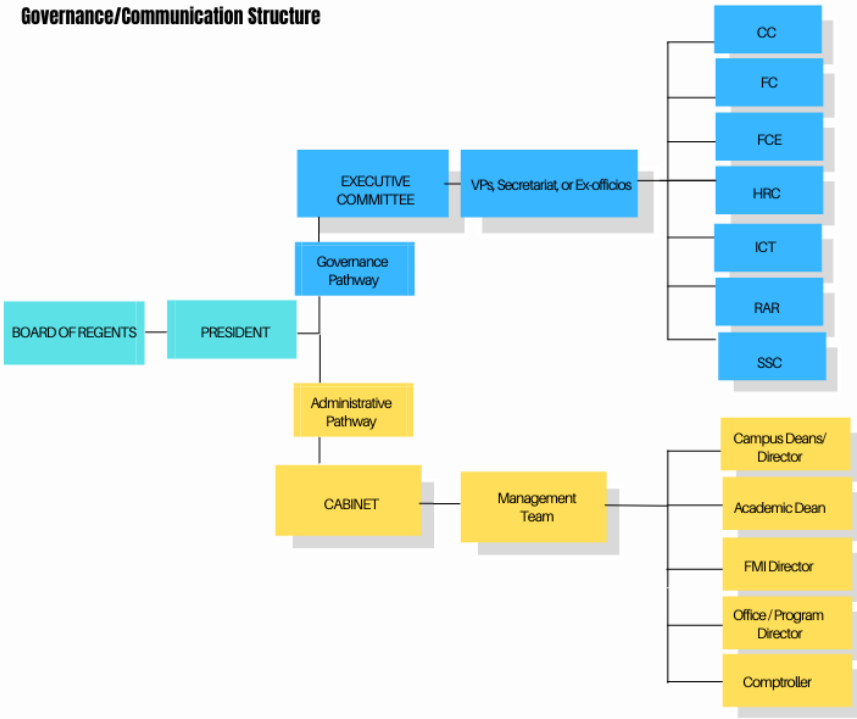 Governance/Communication Structure
CC
FC
FCE
EXECUTIVE
COMMITTEE
VPs, Secretariat, or Ex-officios
HRC
ICT
Governance
Pathway
RAR
BOARD OF REGENTS
PRESIDENT
SSC
Administrative
Pathway
Campus Deans/
Director
CABINET
Management
Team
Academic Dean
FMI Director
Office / Program
Director
Comptroller